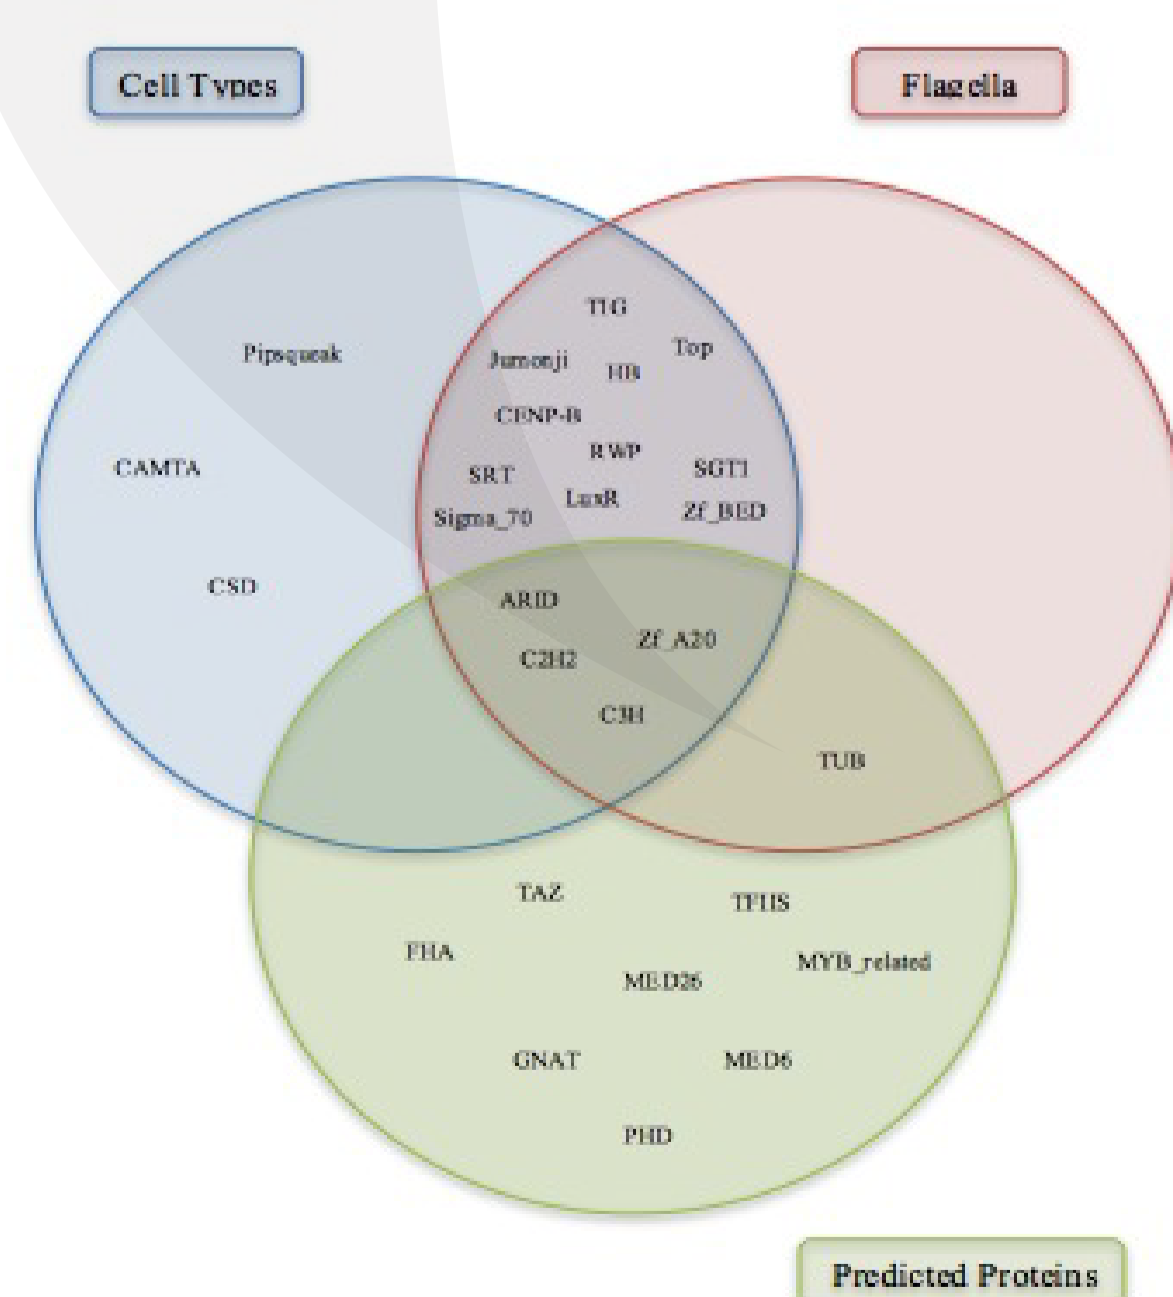 Cell Types
Flagella
TIG
Top
Pipsqueak
Jumonji
HB
CENP-B
RWP
CAMTA
SRT
SGT1
LuxR
Sigma_70
Zf_BED
CSD
ARID
Zf_A20
C2H2
C3H
TUB
TAZ
TFIIS
FHA
MYB_related
MED26
GNAT
MED6
PHD
Predicted Proteins